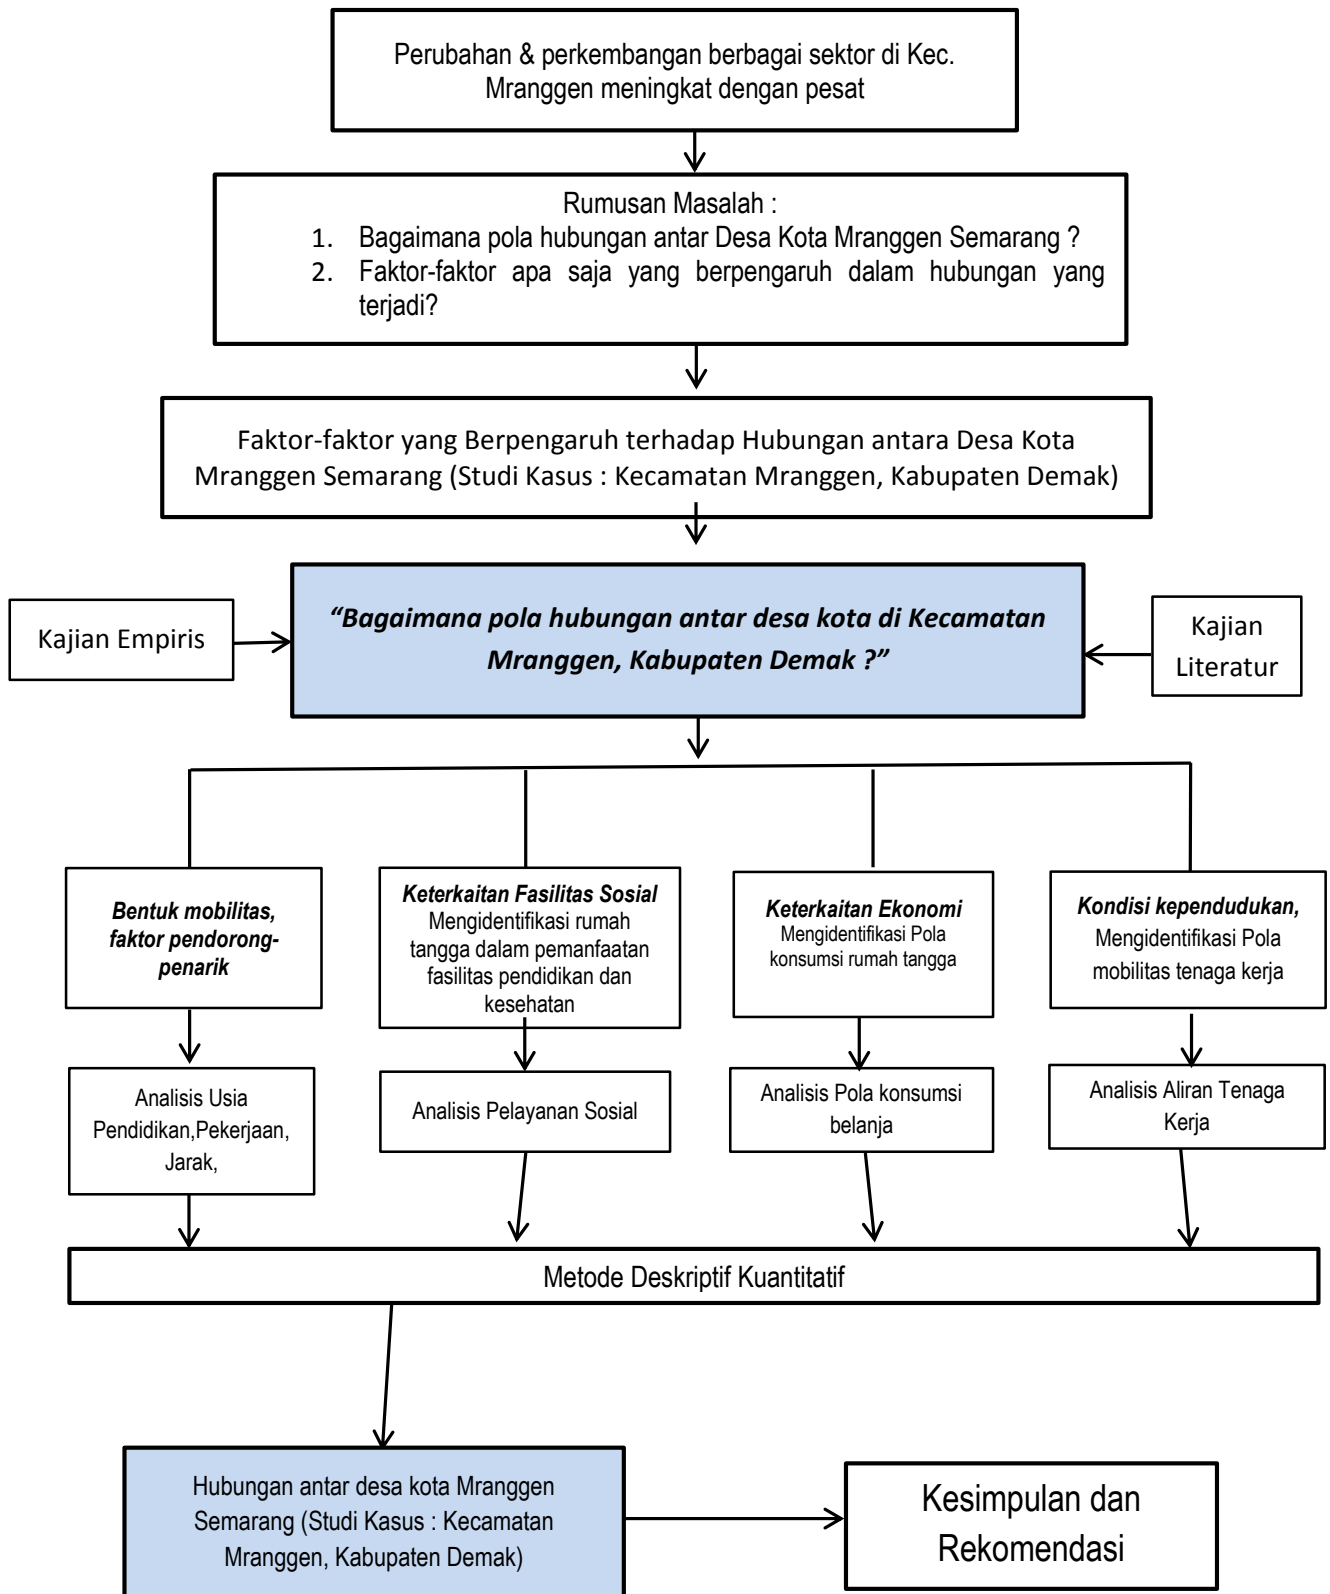 Perubahan & perkembangan berbagai sektor di Kec.
Mranggen meningkat dengan pesat
Rumusan Masalah :
1. Bagaimana pola hubungan antar Desa Kota Mranggen Semarang ?
2. Faktor-faktor apa saja yang berpengaruh dalam hubungan yang
terjadi?
Faktor-faktor yang Berpengaruh terhadap Hubungan antara Desa Kota
Mranggen Semarang (Studi Kasus : Kecamatan Mranggen, Kabupaten Demak)
Kajian Empiris
“Bagaimana pola hubungan antar desa kota di Kecamatan
Mranggen, Kabupaten Demak ?”
Kajian
Literatur
Bentuk mobilitas,
faktor pendorong-
penarik
Keterkaitan Fasilitas Sosial
Mengidentifikasi rumah
tangga dalam pemanfaatan
fasilitas pendidikan dan
kesehatan
Keterkaitan Ekonomi
Mengidentifikasi Pola
konsumsi rumah tangga
Kondisi kependudukan,
Mengidentifikasi Pola
mobilitas tenaga kerja
Analisis Usia
Pendidikan,Pekerjaan,
Jarak,
Analisis Pelayanan Sosial
Analisis Pola konsumsi
belanja
Analisis Aliran Tenaga
Kerja
Metode Deskriptif Kuantitatif
Hubungan antar desa kota Mranggen
Semarang (Studi Kasus : Kecamatan
Mranggen, Kabupaten Demak)
Kesimpulan dan
Rekomendasi